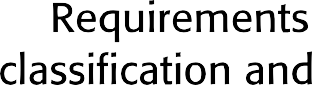 Requirements
classification and